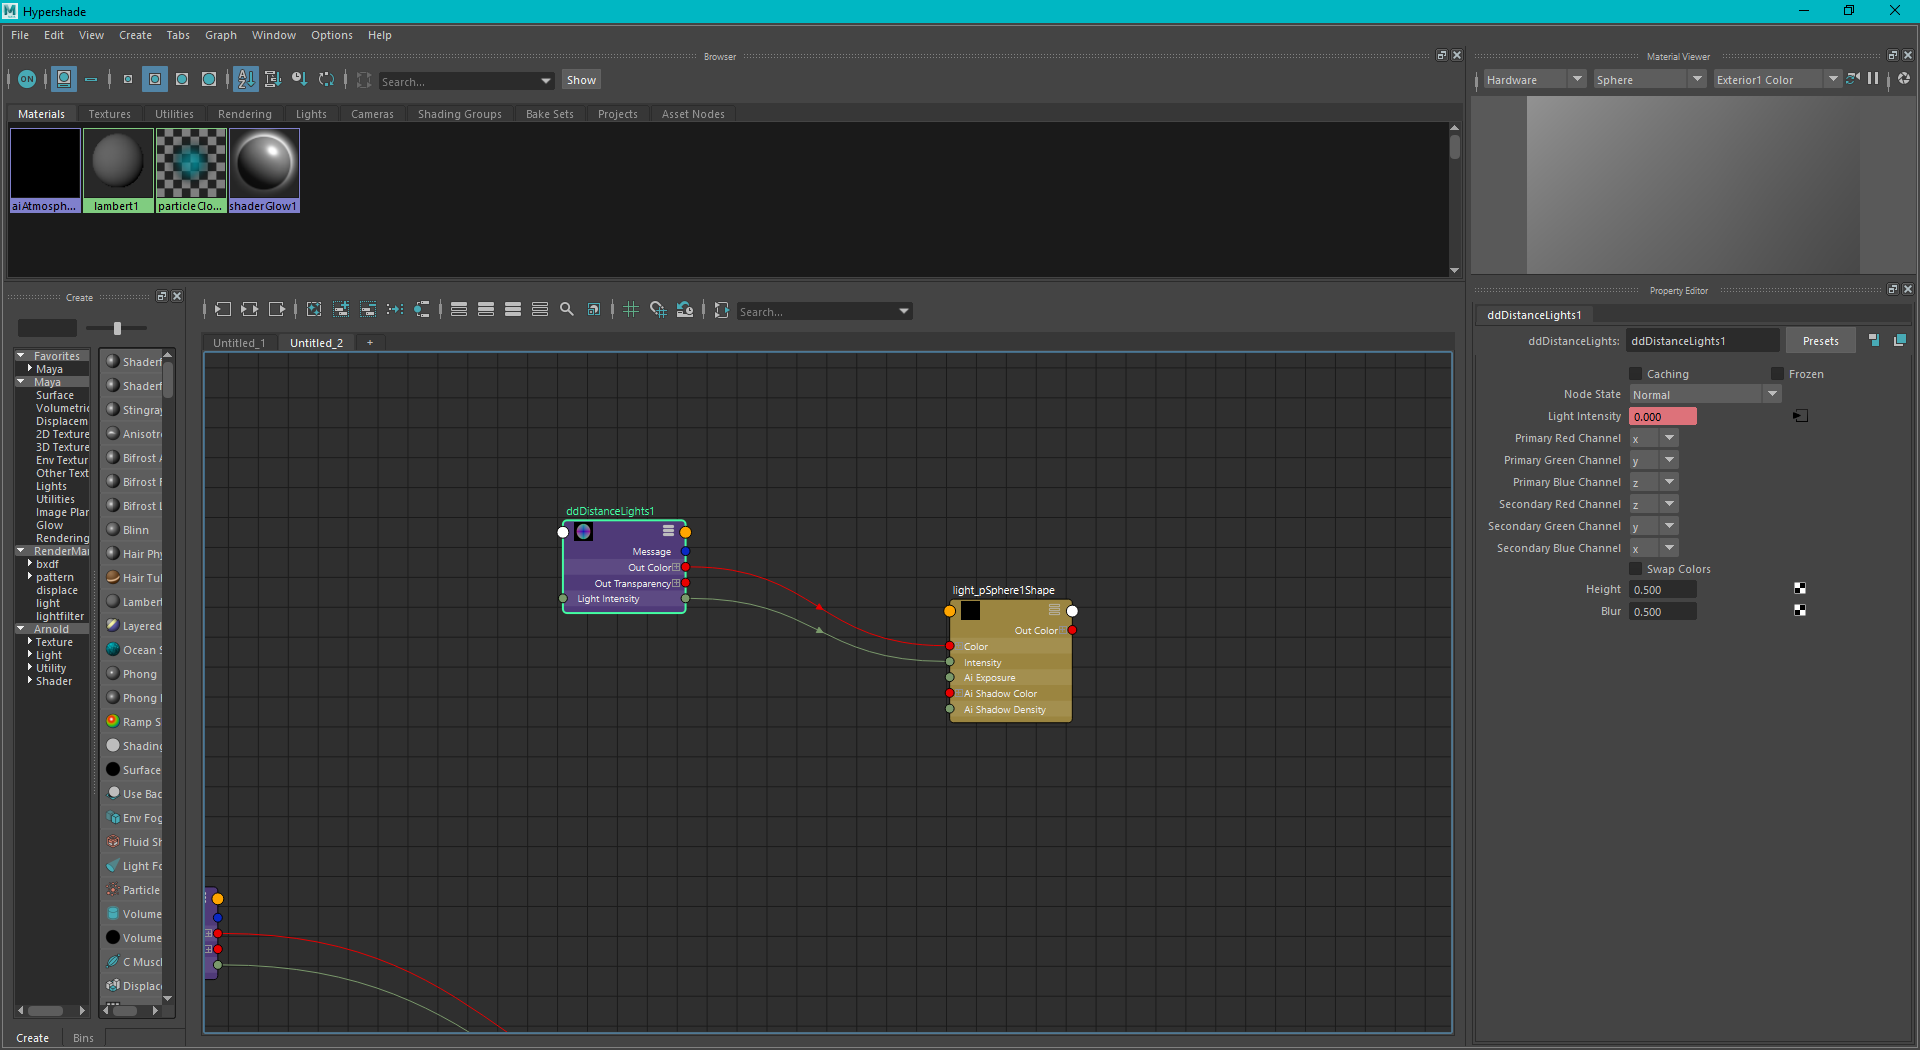 Hypershade
File Edit View Create Tabs Graph Window Options Help
Browser
Material Viewer
ON
Search...
Show
Hardware
Sphere
Exterior1 Color
Materials Textures Utilities Rendering Lights Cameras Shading Groups Bake Sets Projects Asset Nodes
aiAtmosph...
lambert1
particleClo...
shaderGlow1
Create
Property Editor
Search...
Untitled_1
Untitled_2
+
Favorites
Maya
Maya
Surface
Volumetric
Displacem
2D Texture
3D Texture
Env Textur
Other Text
Lights
Utilities
Image Plan
Glow
Rendering
RenderMan
bxdf
pattern
displace
light
lightfilter
Arnold
Texture
Light
Utility
Shader
Shaderf
Shaderf
Stingray
Anisotr
Bifrost A
Bifrost F
Bifrost L
Blinn
Hair Phy
Hair Tub
Lambert
Layered
Ocean S
Phong
Phong E
Ramp S
Shading
Surface
Use Bac
Env Fog
Fluid Sh
Light Fo
Particle
Volume
Volume
C Muscl
Displace
Create
Bins
ddDistanceLights1
Message
Out Color
Out Transparency
Light Intensity
light_pSphere1Shape
Out Color
Color
Intensity
Ai Exposure
Ai Shadow Color
Ai Shadow Density
ddDistanceLights1
ddDistanceLights: ddDistanceLights1
Presets
Caching
Frozen
Node State Normal
Light Intensity 0.000
Primary Red Channel x
Primary Green Channel y
Primary Blue Channel z
Secondary Red Channel z
Secondary Green Channel y
Secondary Blue Channel x
Swap Colors
Height 0.500
Blur 0.500